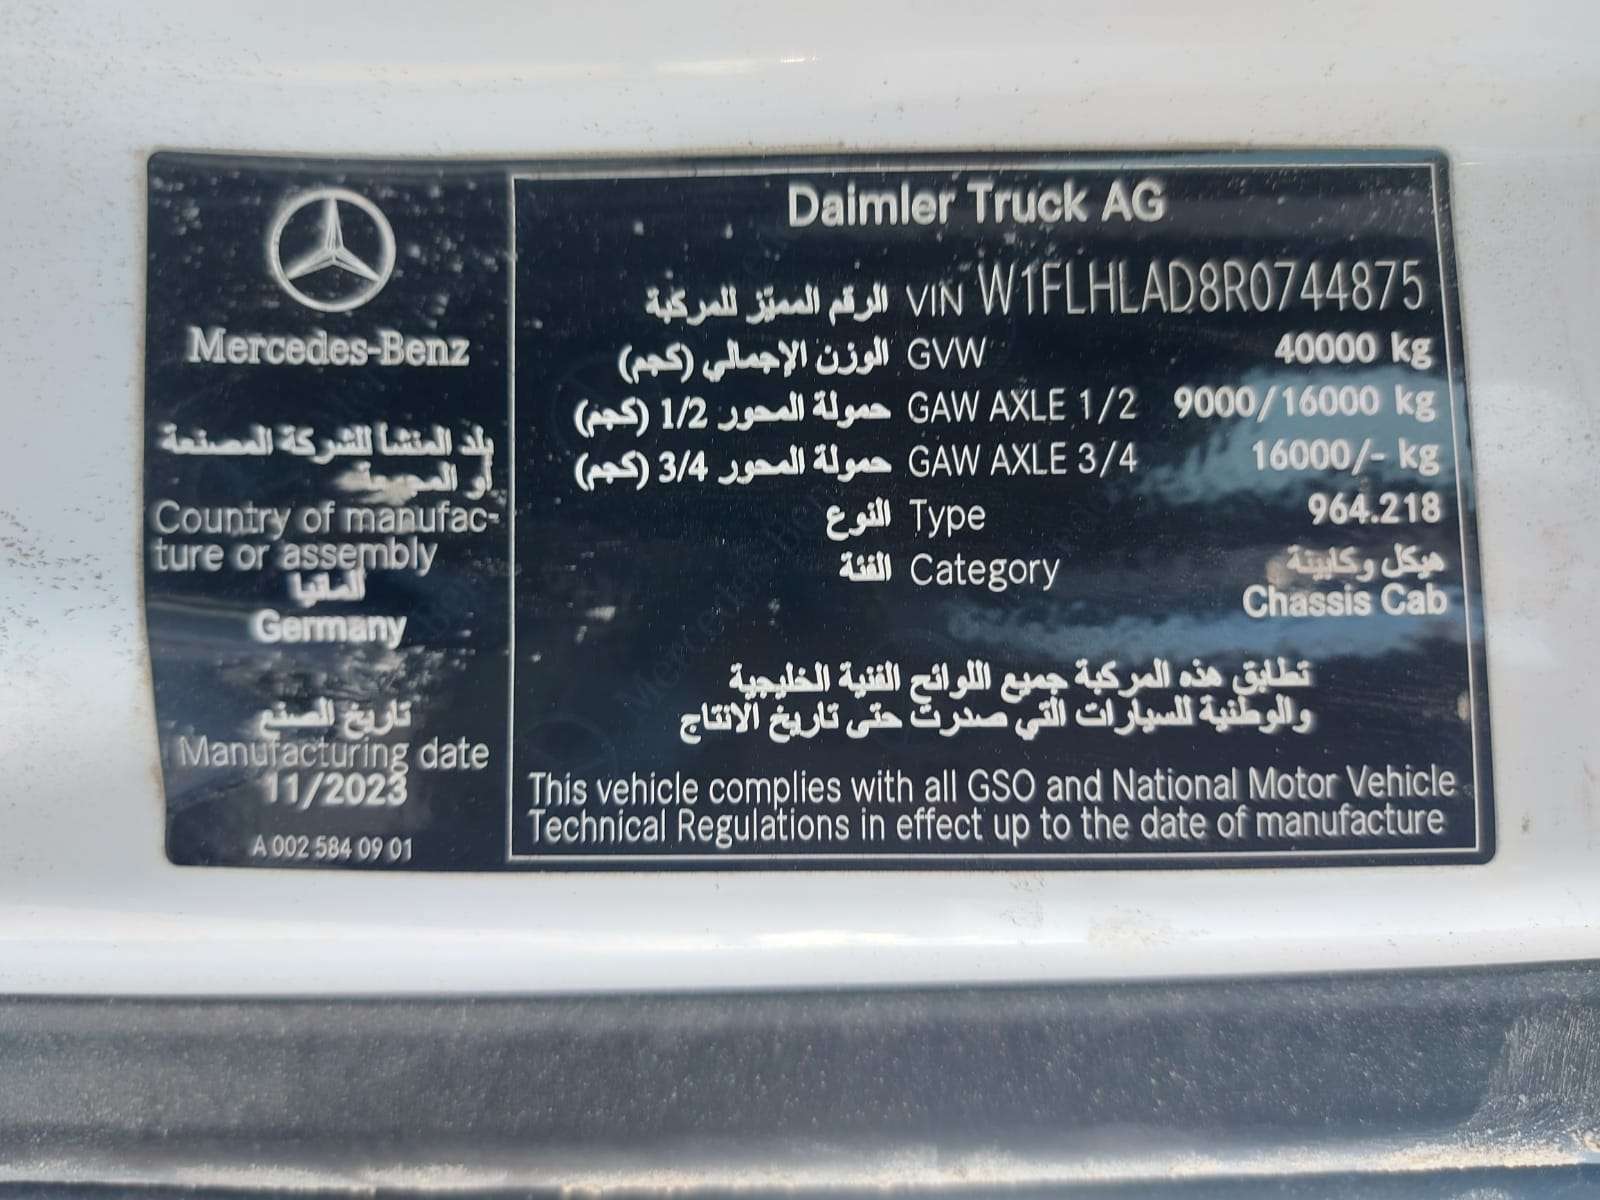 Mercedes-Benz
بلد المنشأ للشركة المصنعة
أو المجمعة
Country of manufac-
ture or assembly
المانيا
Germany
تاريخ الصنع
Manufacturing date
11/2023
A 002 584 09 01
Daimler Truck AG
الرقم المميّز للمركبة VIN W1FLHLAD8R0744875
الوزن الإجمالي (كجم) GVW 40000 kg
حمولة المحور 1/2 (كجم) GAW AXLE 1/2 9000/16000 kg
حمولة المحور 3/4 (كجم) GAW AXLE 3/4 16000/- kg
النوع Type 964.218
الفئة Category هيكل وكابينة
Chassis Cab
تطابق هذه المركبة جميع اللوائح الفنية الخليجية
والوطنية للسيارات التي صدرت حتى تاريخ الانتاج
This vehicle complies with all GSO and National Motor Vehicle
Technical Regulations in effect up to the date of manufacture